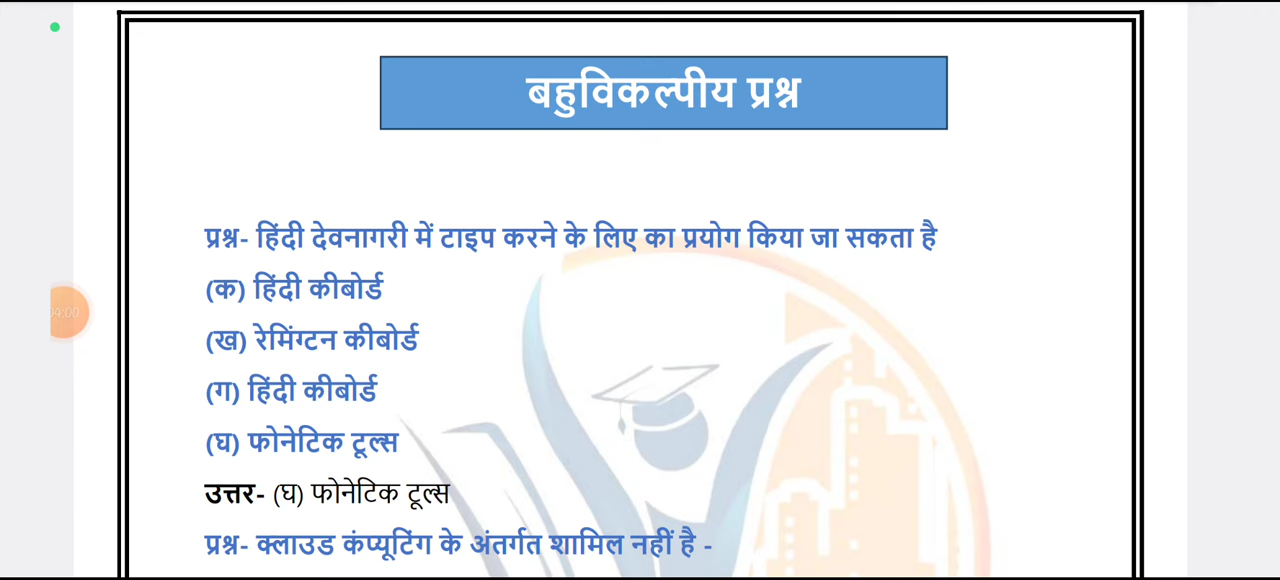 बहुविकल्पीय प्रश्न
प्रश्न- हिंदी देवनागरी में टाइप करने के लिए का प्रयोग किया जा सकता है
(क) हिंदी कीबोर्ड
(ख) रेमिंग्टन कीबोर्ड
(ग) हिंदी कीबोर्ड
(घ) फोनेटिक टूल्स
उत्तर- (घ) फोनेटिक टूल्स
प्रश्न- क्लाउड कंप्यूटिंग के अंतर्गत शामिल नहीं है -